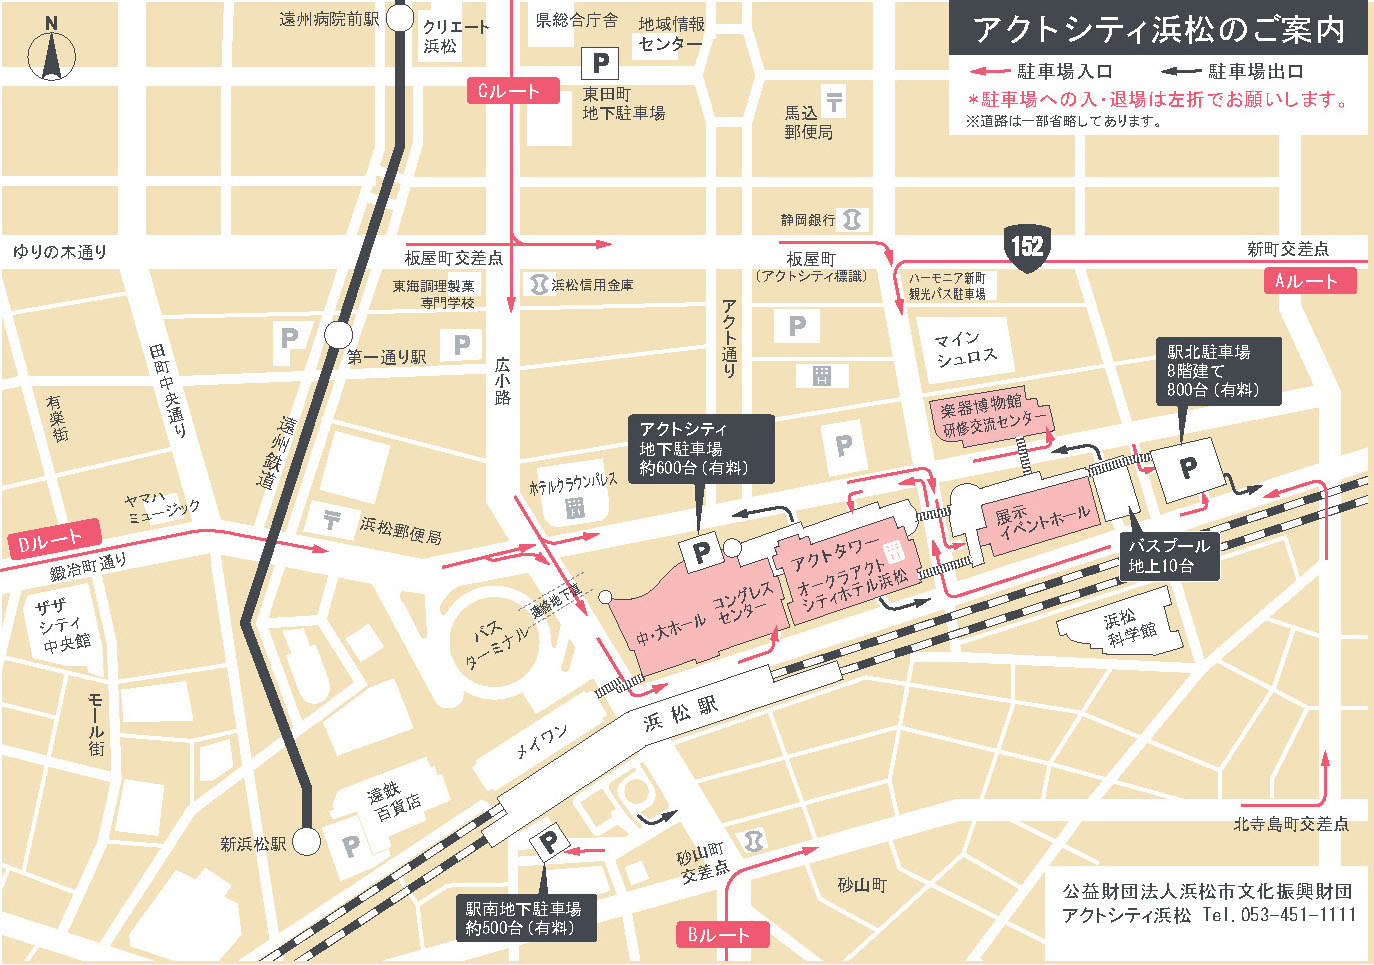 アクトシティ浜松のご案内
駐車場入口
駐車場出口
*駐車場への入・退場は左折でお願いします。
※道路は一部省略してあります。
N
遠州病院前駅
クリエート
浜松
県総合庁舎
地域情報
センター
P
東田町
地下駐車場
Cルート
馬込
郵便局
静岡銀行
ゆりの木通り
板屋町交差点
板屋町
(アクトシティ標識)
152
新町交差点
Aルート
東海調理製菓
専門学校
浜松信用金庫
ハーモニア新町
観光バス駐車場
P
第一通り駅
P
アクト通り
P
マイン
シュロス
駅北駐車場
8階建て
800台(有料)
田町中央通り
広小路
有楽街
遠州鉄道
楽器博物館
研修交流センター
アクトシティ
地下駐車場
約600台(有料)
P
P
ホテルクラウンパレス
ヤマハ
ミュージック
浜松郵便局
Dルート
鍛冶町通り
P
展示
イベントホール
アクトタワー
オークラアクト
シティホテル浜松
バスプール
地上10台
コングレス
センター
中・大ホール
連絡地下道
バス
ターミナル
ザザ
シティ
中央館
浜松
科学館
モール街
浜松駅
メイワン
遠鉄
百貨店
新浜松駅
P
P
砂山町
交差点
砂山町
北寺島町交差点
駅南地下駐車場
約500台(有料)
Bルート
公益財団法人浜松市文化振興財団
アクトシティ浜松 Tel.053-451-1111